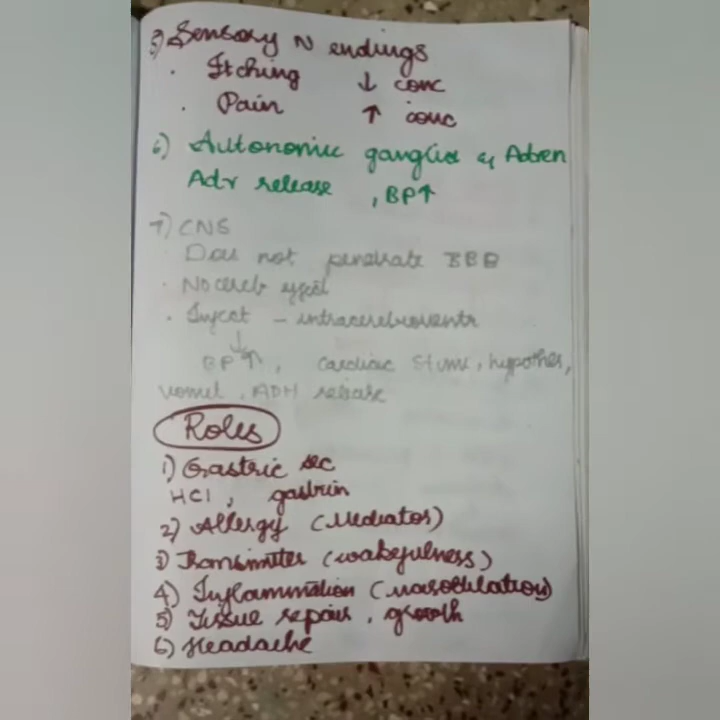 5) Sensory N endings
. Itching ↓ conc
. Pain ↑ conc
6) Autonomic ganglia & Adren
Adr release , BP↑
7) CNS
Does not penetrate BBB
. No cereb effect
. Inject - intracerebroventr
↓
BP↑, cardiac stimu, hypother,
vomit, ADH release
Roles
1) Gastric sec
HCl, gastrin
2) Allergy (Mediator)
3) Transmitter (wakefulness)
4) Inflammation (vasodilation)
5) Tissue repair, growth
6) Headache